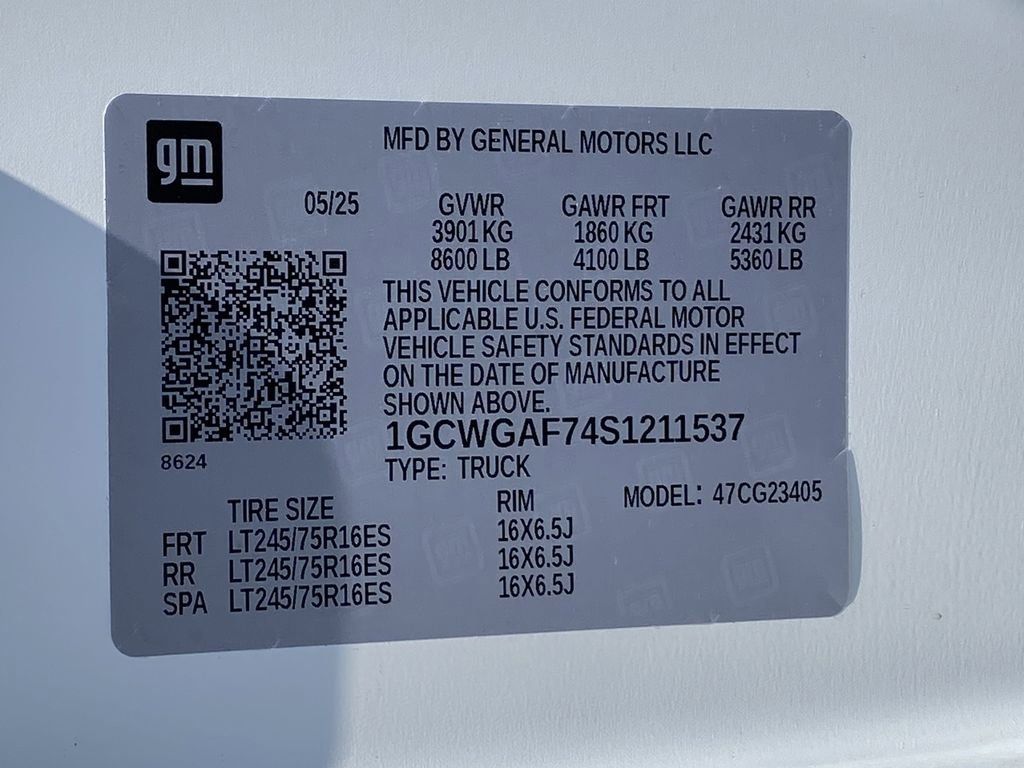 gm
MFD BY GENERAL MOTORS LLC
05/25 GVWR GAWR FRT GAWR RR
3901 KG 1860 KG 2431 KG
8600 LB 4100 LB 5360 LB
THIS VEHICLE CONFORMS TO ALL
APPLICABLE U.S. FEDERAL MOTOR
VEHICLE SAFETY STANDARDS IN EFFECT
ON THE DATE OF MANUFACTURE
SHOWN ABOVE.
1GCWGAF74S1211537
8624
TYPE: TRUCK
TIRE SIZE RIM MODEL: 47CG23405
FRT LT245/75R16ES 16X6.5J
RR LT245/75R16ES 16X6.5J
SPA LT245/75R16ES 16X6.5J